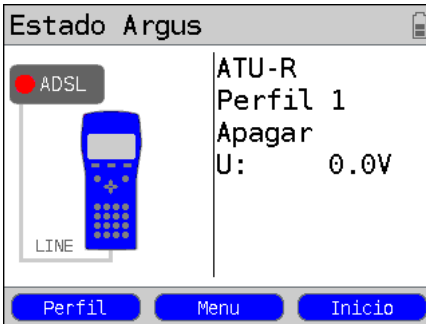 Estado Argus
ADSL
LINE
ATU-R
Perfil 1
Apagar
U: 0.0V
Perfil Menu Inicio